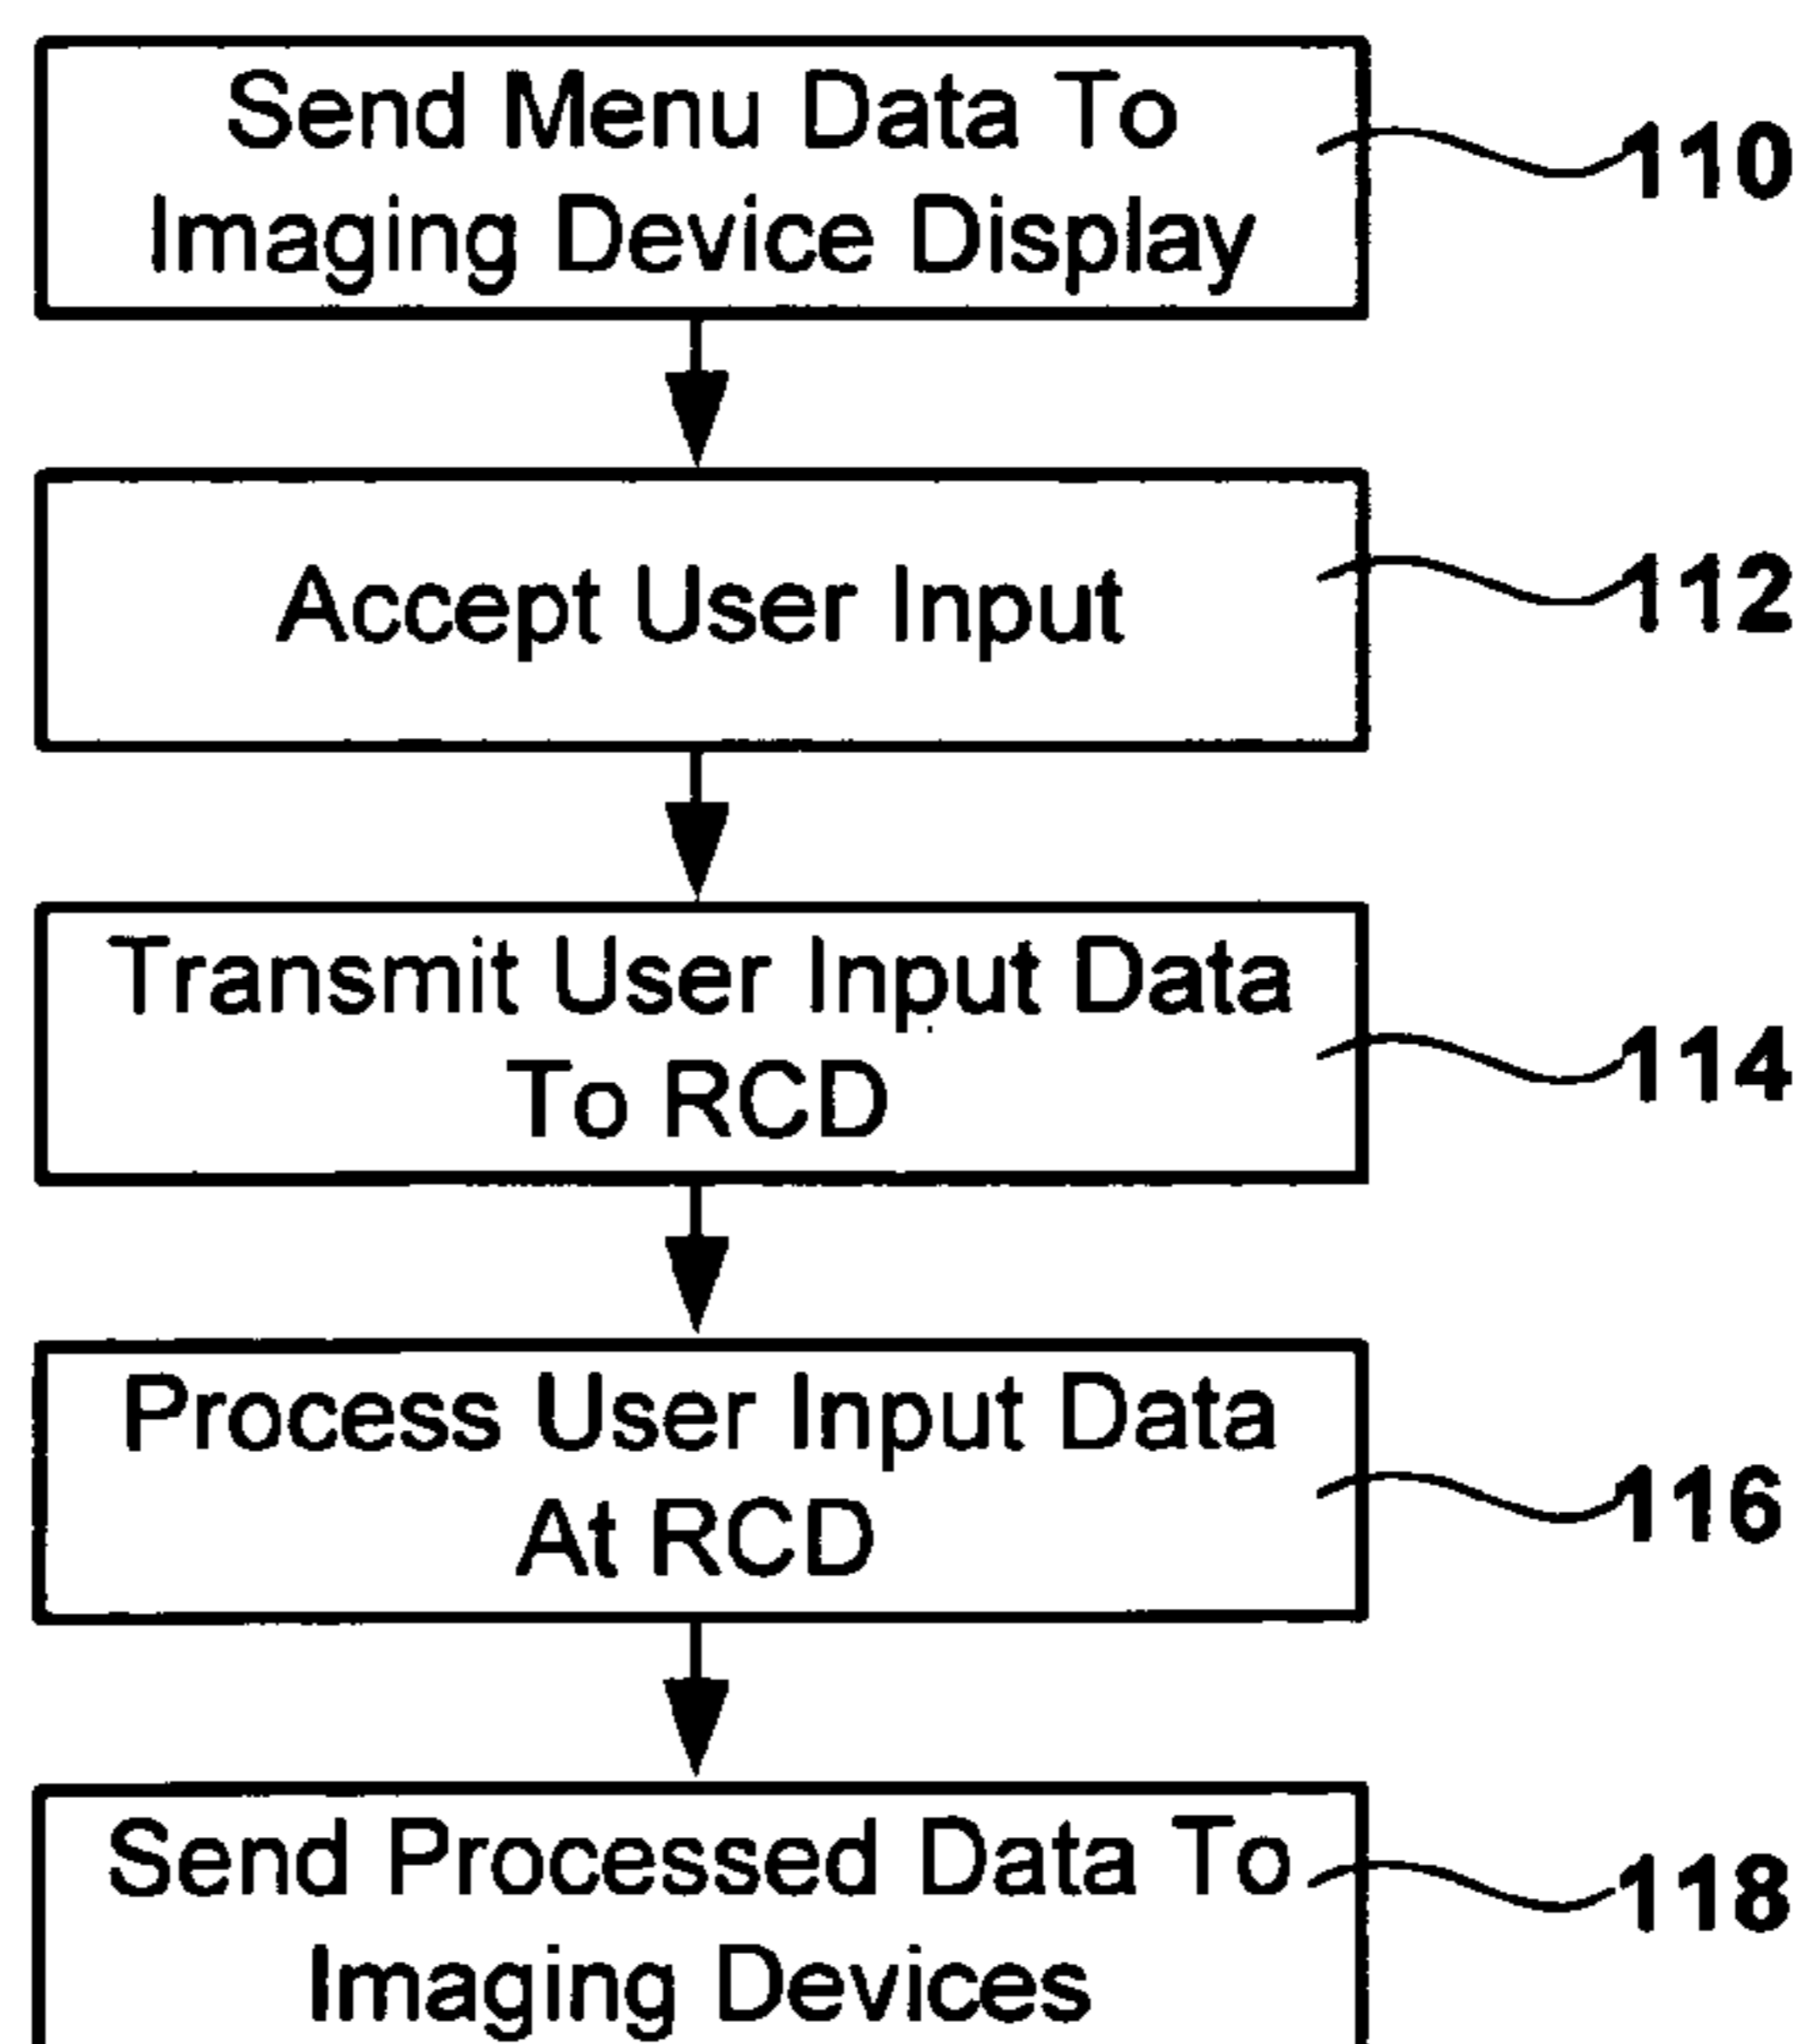 Send Menu Data To
Imaging Device Display
110
Accept User Input
112
Transmit User Input Data
To RCD
114
Process User Input Data
At RCD
116
Send Processed Data To
Imaging Devices
118